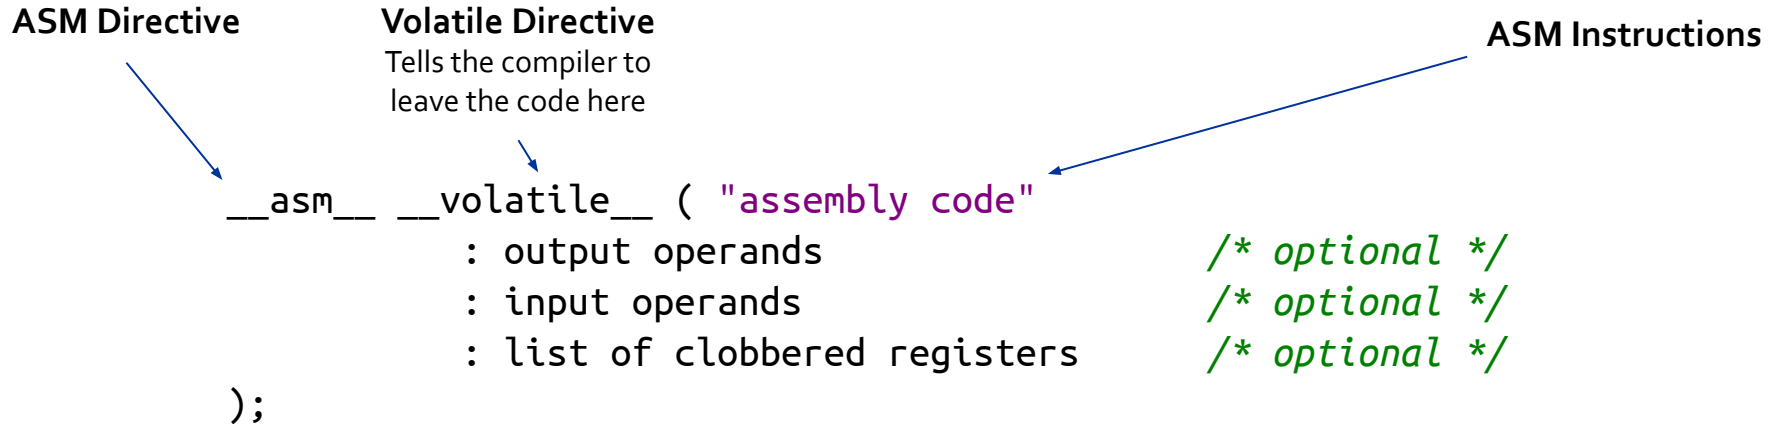 ASM Directive
Volatile Directive
Tells the compiler to
leave the code here
ASM Instructions
__asm__ __volatile__ ( "assembly code"
: output operands /* optional */
: input operands /* optional */
: list of clobbered registers /* optional */
);